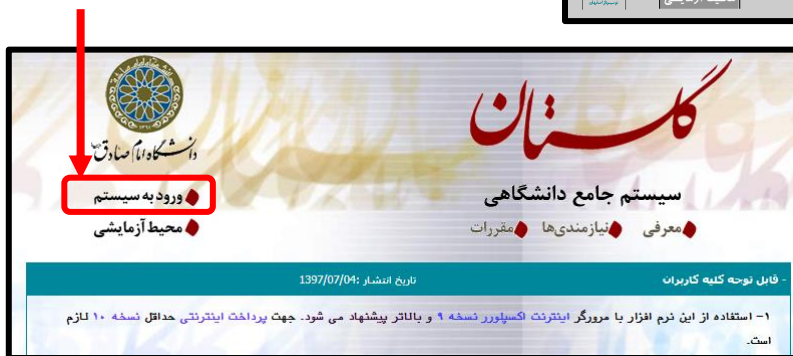 محیط آزمایشی
گلستان
دانشگاه امام صادق
سیستم جامع دانشگاهی
ورود به سیستم
معرفی نیازمندی‌ها مقررات
محیط آزمایشی
- قابل توجه کلیه کاربران
تاریخ انتشار :1397/07/04
۱- استفاده از این نرم افزار با مرورگر اینترنت اکسپلورر نسخه ۹ و بالاتر پیشنهاد می شود. جهت پرداخت اینترنتی حداقل نسخه ۱۰ لازم
است.